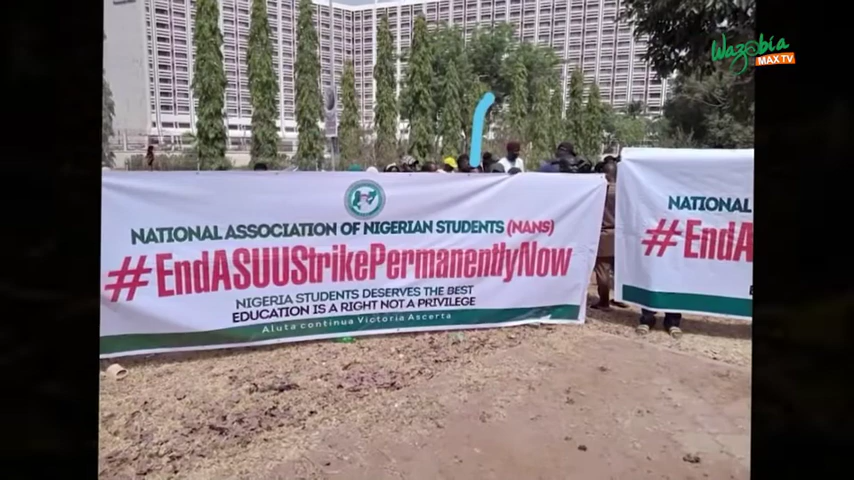 Wazobia
MAX TV
NATIONAL ASSOCIATION OF NIGERIAN STUDENTS (NANS)
#EndASUUStrikePermanentlyNow
NIGERIA STUDENTS DESERVES THE BEST
EDUCATION IS A RIGHT NOT A PRIVILEGE
Aluta continua Victoria Ascerta
NATIONAL
#EndA